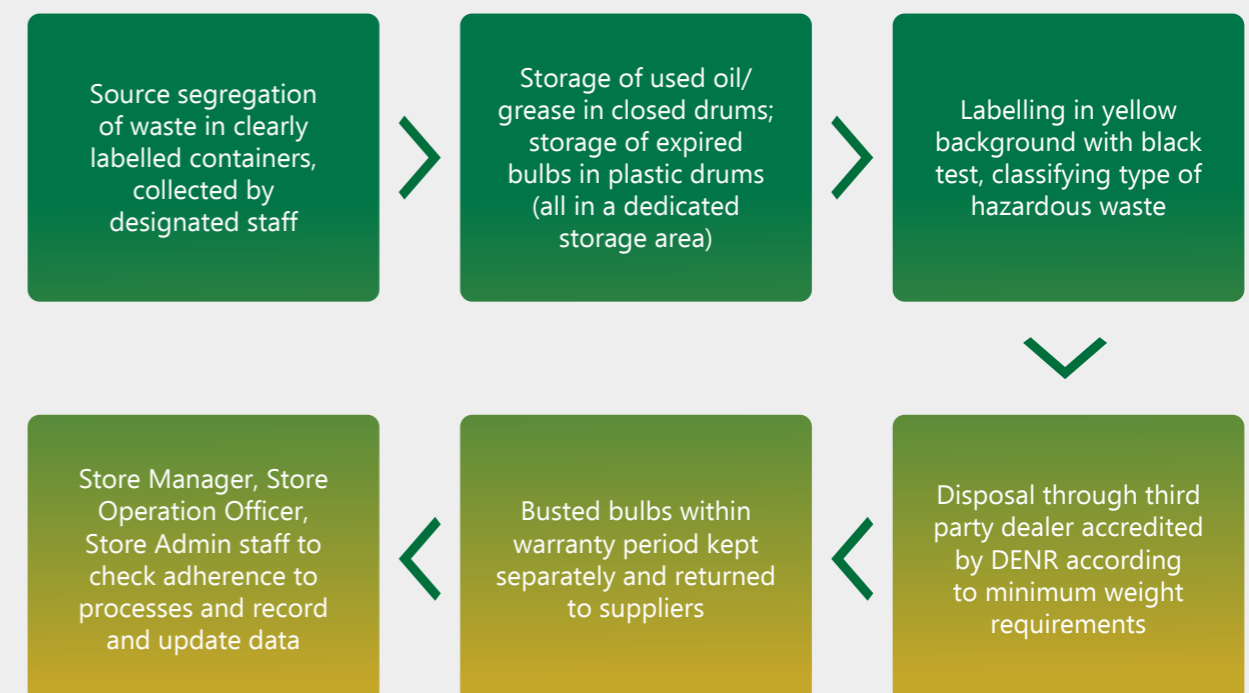 Source segregation
of waste in clearly
labelled containers,
collected by
designated staff
Storage of used oil/
grease in closed drums;
storage of expired
bulbs in plastic drums
(all in a dedicated
storage area)
Labelling in yellow
background with black
test, classifying type of
hazardous waste
Disposal through third
party dealer accredited
by DENR according
to minimum weight
requirements
Busted bulbs within
warranty period kept
separately and returned
to suppliers
Store Manager, Store
Operation Officer,
Store Admin staff to
check adherence to
processes and record
and update data